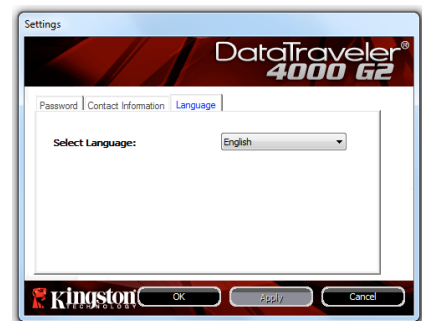 Settings
DataTraveler®
4000 G2
Password Contact Information Language
Select Language: English
Kingston
TECHNOLOGY
OK Apply Cancel